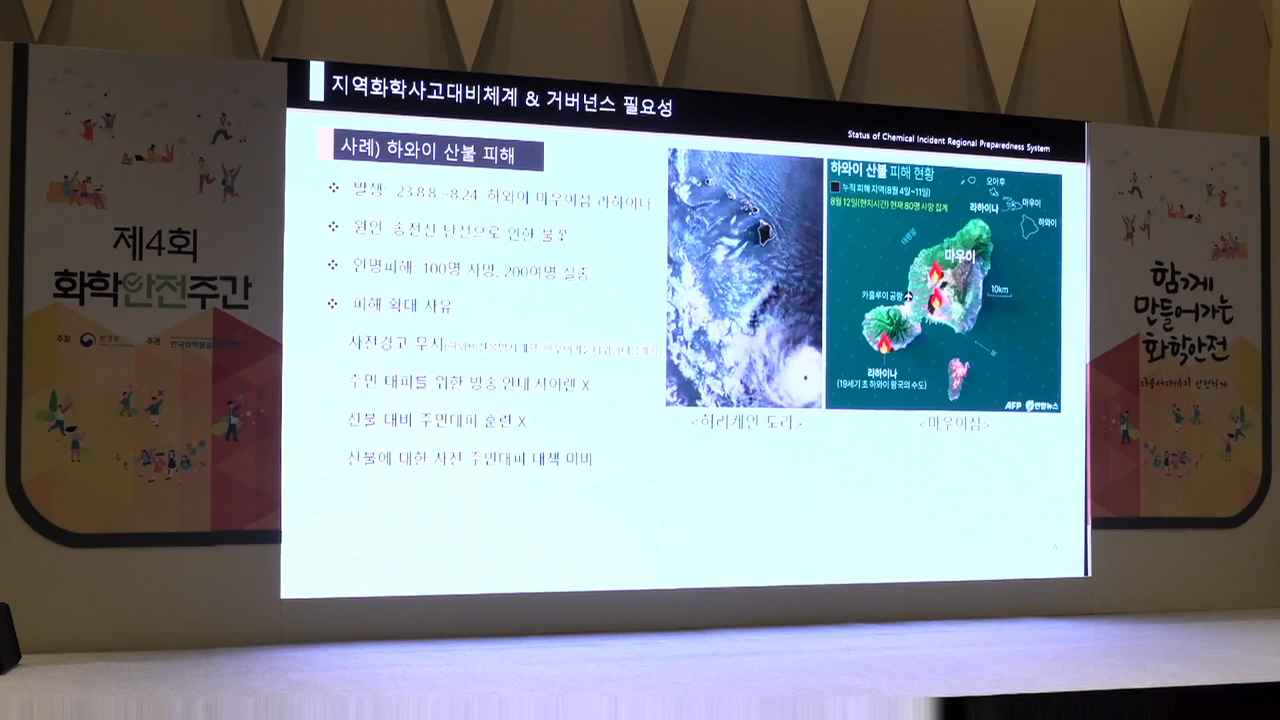 제4회
화학안전주간
주최 환경부 주관
지역화학사고대비체계 & 거버넌스 필요성
Status of Chemical Incident Regional Preparedness System
사례) 하와이 산불 피해
발생: 23.8.8 ~8.24 하와이 마우이섬 라하이나
원인: 송전선 난선으로 인한 불꽃
인명피해: 100명 사망, 200여명 실종
피해 확대 사유
- 사전경고 무시
- 주민 대피를 위한 방송 안내 사이렌 X
- 산불 대비 주민대피 훈련 X
- 산불에 대한 사전 주민대피 대책 미비
하와이 산불 피해 현황
누적 피해 지역(8월 4일~11일)
8월 12일(현지시간) 현재 80명 사망 집계
오아후
라하이나
마우이
하와이
태평양
마우이
10km
카훌루이 공항
라하이나
(19세기 초 하와이 왕국의 수도)
AFP 연합뉴스
<허리케인 도라>
<마우이섬>
6
함께
만들어가는
화학안전